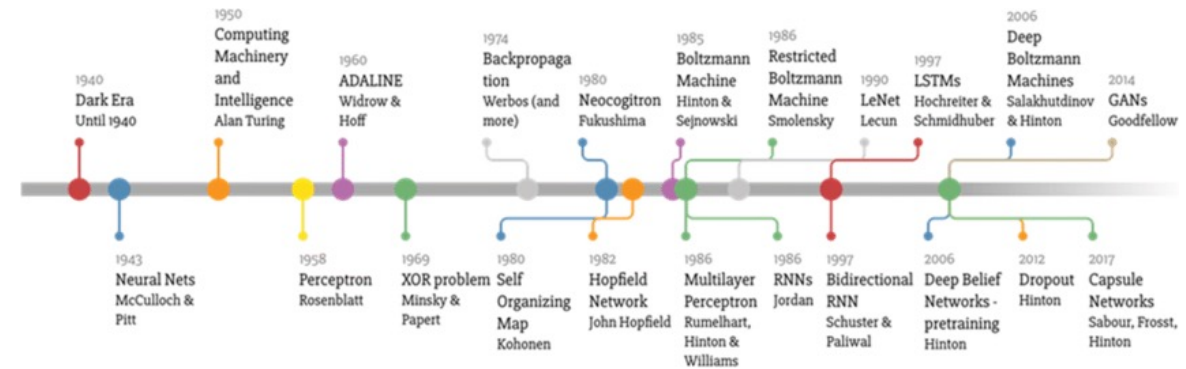 1940
Dark Era
Until 1940
1950
Computing
Machinery
and
Intelligence
Alan Turing
1960
ADALINE
Widrow &
Hoff
1974
Backpropaga
tion
Werbos (and
more)
1980
Neocogitron
Fukushima
1985
Boltzmann
Machine
Hinton &
Sejnowski
1986
Restricted
Boltzmann
Machine
Smolensky
1990
LeNet
Lecun
1997
LSTMs
Hochreiter &
Schmidhuber
2006
Deep
Boltzmann
Machines
Salakhutdinov
& Hinton
2014
GANs
Goodfellow
1943
Neural Nets
McCulloch &
Pitt
1958
Perceptron
Rosenblatt
1969
XOR problem
Minsky &
Papert
1980
Self
Organizing
Map
Kohonen
1982
Hopfield
Network
John Hopfield
1986
Multilayer
Perceptron
Rumelhart,
Hinton &
Williams
1986
RNNs
Jordan
1997
Bidirectional
RNN
Schuster &
Paliwal
2006
Deep Belief
Networks -
pretraining
Hinton
2012
Dropout
Hinton
2017
Capsule
Networks
Sabour, Frosst,
Hinton